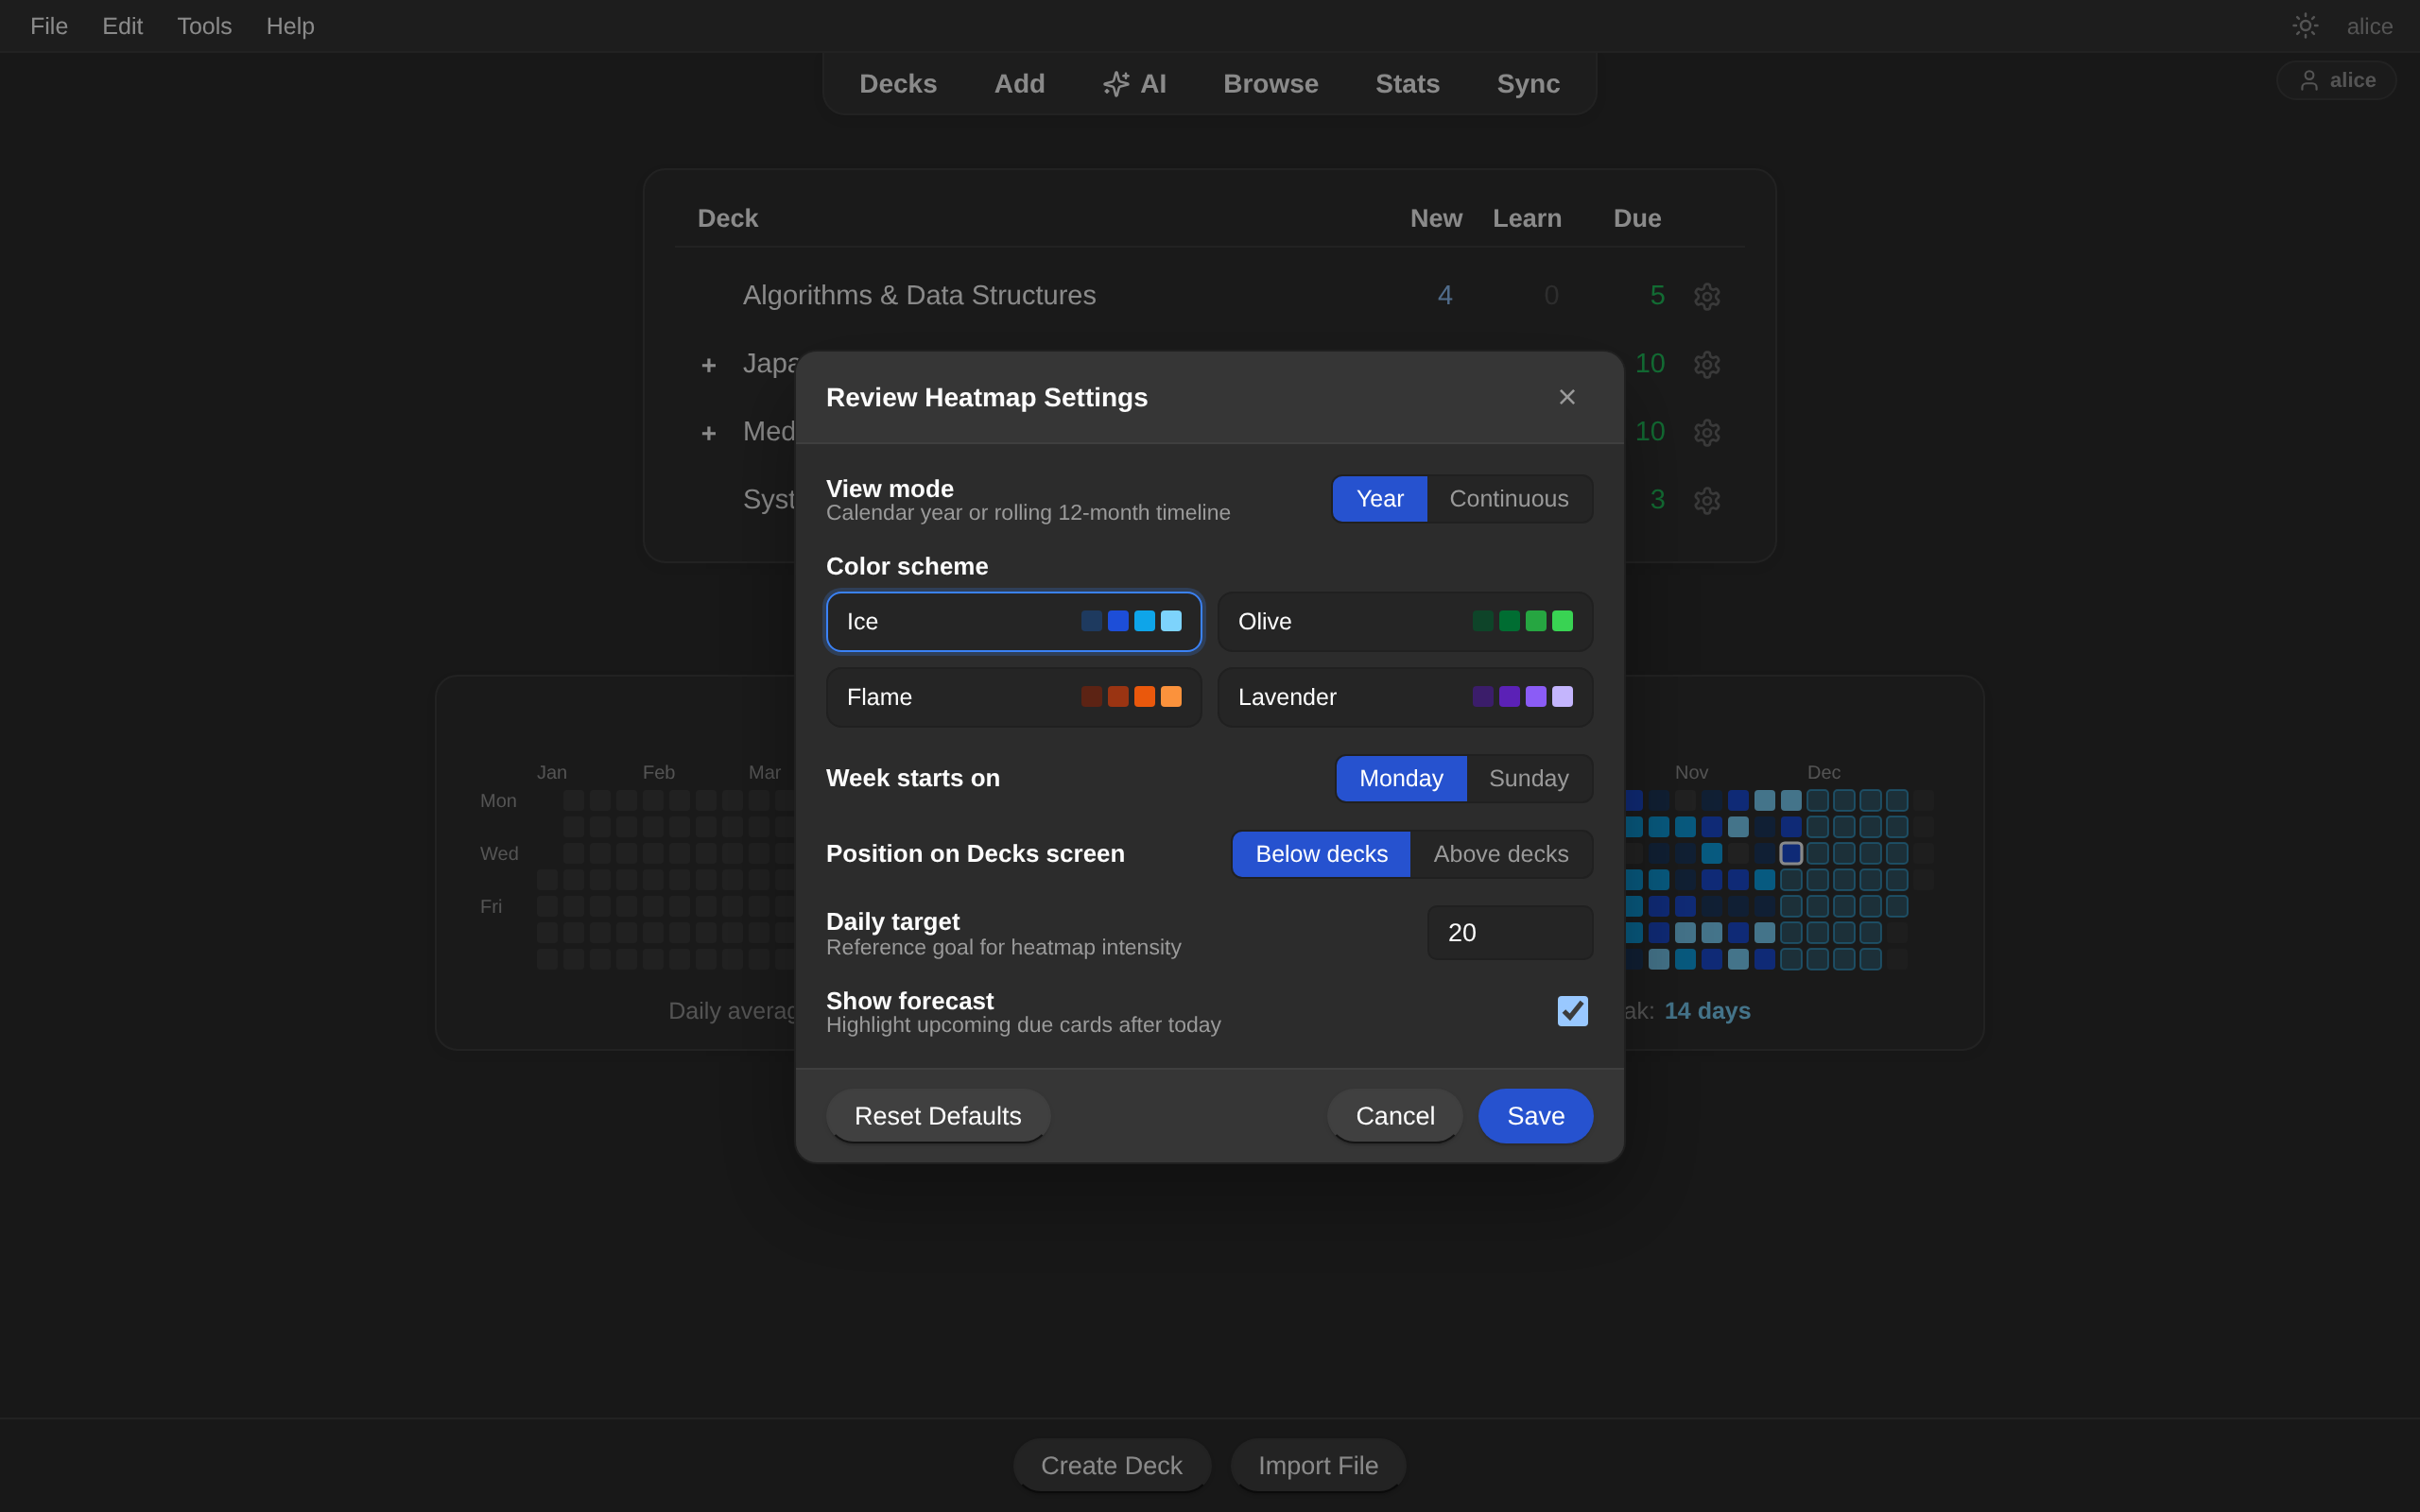 File Edit Tools Help alice
Decks Add AI Browse Stats Sync
alice
Deck New Learn Due
Algorithms & Data Structures 4 0 5
+ Japa 10
+ Med 10
Syst 3
Review Heatmap Settings ×
View mode
Calendar year or rolling 12-month timeline
Year Continuous
Color scheme
Ice Olive
Flame Lavender
Week starts on Monday Sunday
Position on Decks screen Below decks Above decks
Daily target
Reference goal for heatmap intensity
20
Show forecast
Highlight upcoming due cards after today
Reset Defaults Cancel Save
Jan Feb Mar Nov Dec
Mon
Wed
Fri
Daily averag ak: 14 days
Create Deck Import File